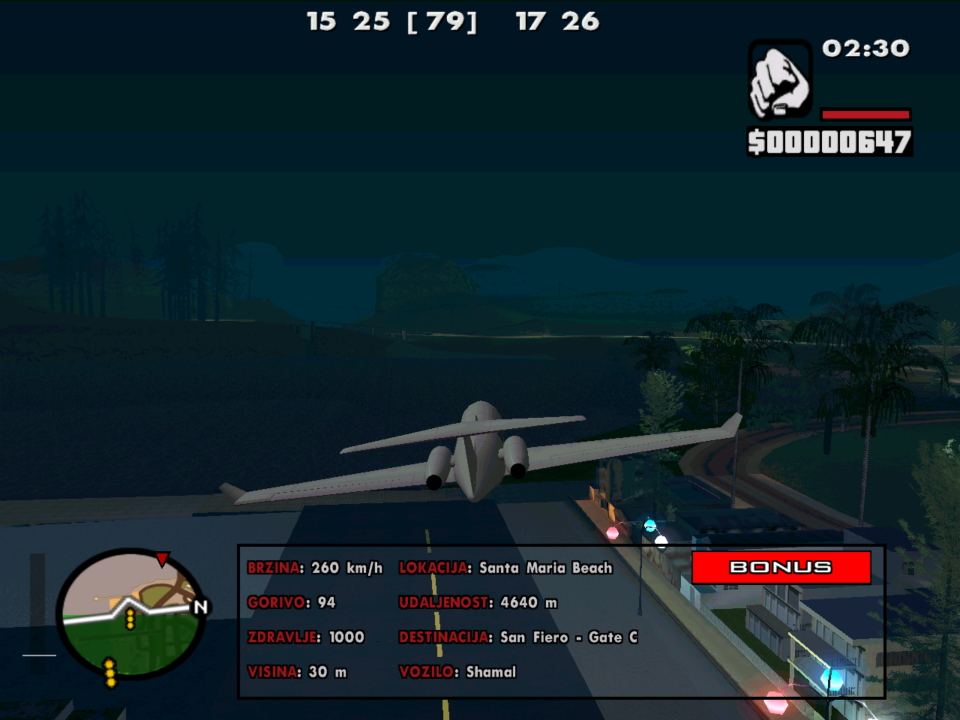 15 25 [ 79] 17 26
02:30
$00000647
BRZINA: 260 km/h LOKACIJA: Santa Maria Beach BONUS
GORIVO: 94 UDALJENOST: 4640 m
ZDRAVLJE: 1000 DESTINACIJA: San Fiero - Gate C
VISINA: 30 m VOZILO: Shamal
N